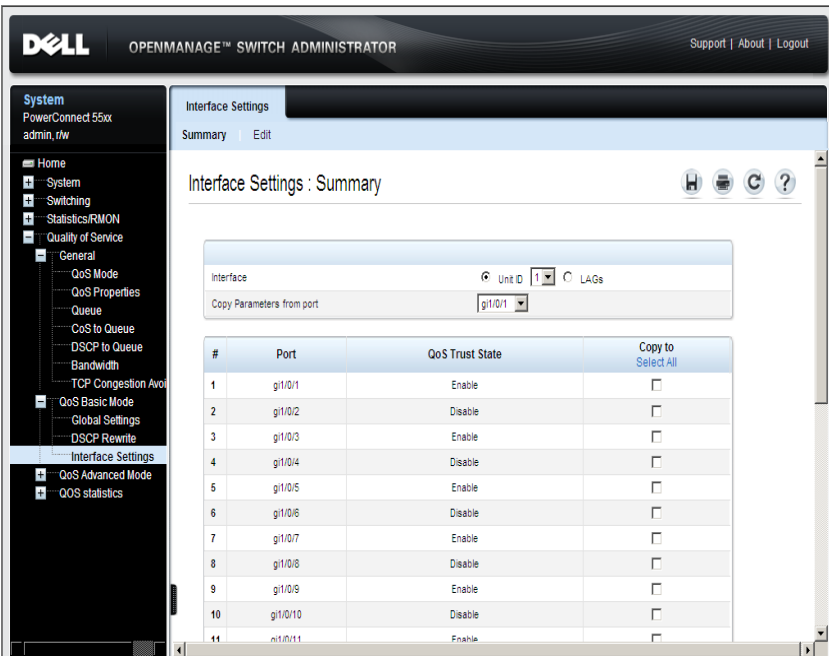 DELL OPENMANAGE™ SWITCH ADMINISTRATOR
Support | About | Logout
System
PowerConnect 55xx
admin, r/w
Home
System
Switching
Statistics/RMON
Quality of Service
General
QoS Mode
QoS Properties
Queue
CoS to Queue
DSCP to Queue
Bandwidth
TCP Congestion Avoi
QoS Basic Mode
Global Settings
DSCP Rewrite
Interface Settings
QoS Advanced Mode
QOS statistics
Interface Settings
Summary | Edit
Interface Settings : Summary
Interface Unit ID 1 LAGs
Copy Parameters from port gi1/0/1
# Port QoS Trust State Copy to
Select All
1 gi1/0/1 Enable
2 gi1/0/2 Disable
3 gi1/0/3 Enable
4 gi1/0/4 Disable
5 gi1/0/5 Enable
6 gi1/0/6 Disable
7 gi1/0/7 Enable
8 gi1/0/8 Disable
9 gi1/0/9 Enable
10 gi1/0/10 Disable
11 gi1/0/11 Enable